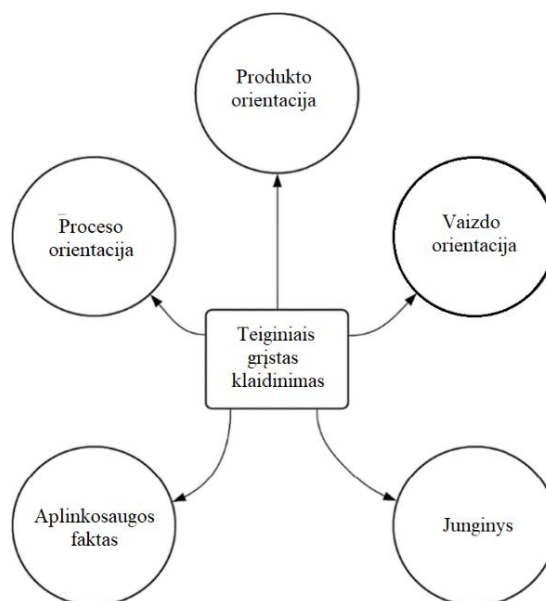 Produkto
orientacija
Proceso
orientacija
Vaizdo
orientacija
Teiginiais
grįstas
klaidinimas
Aplinkosaugos
faktas
Junginys